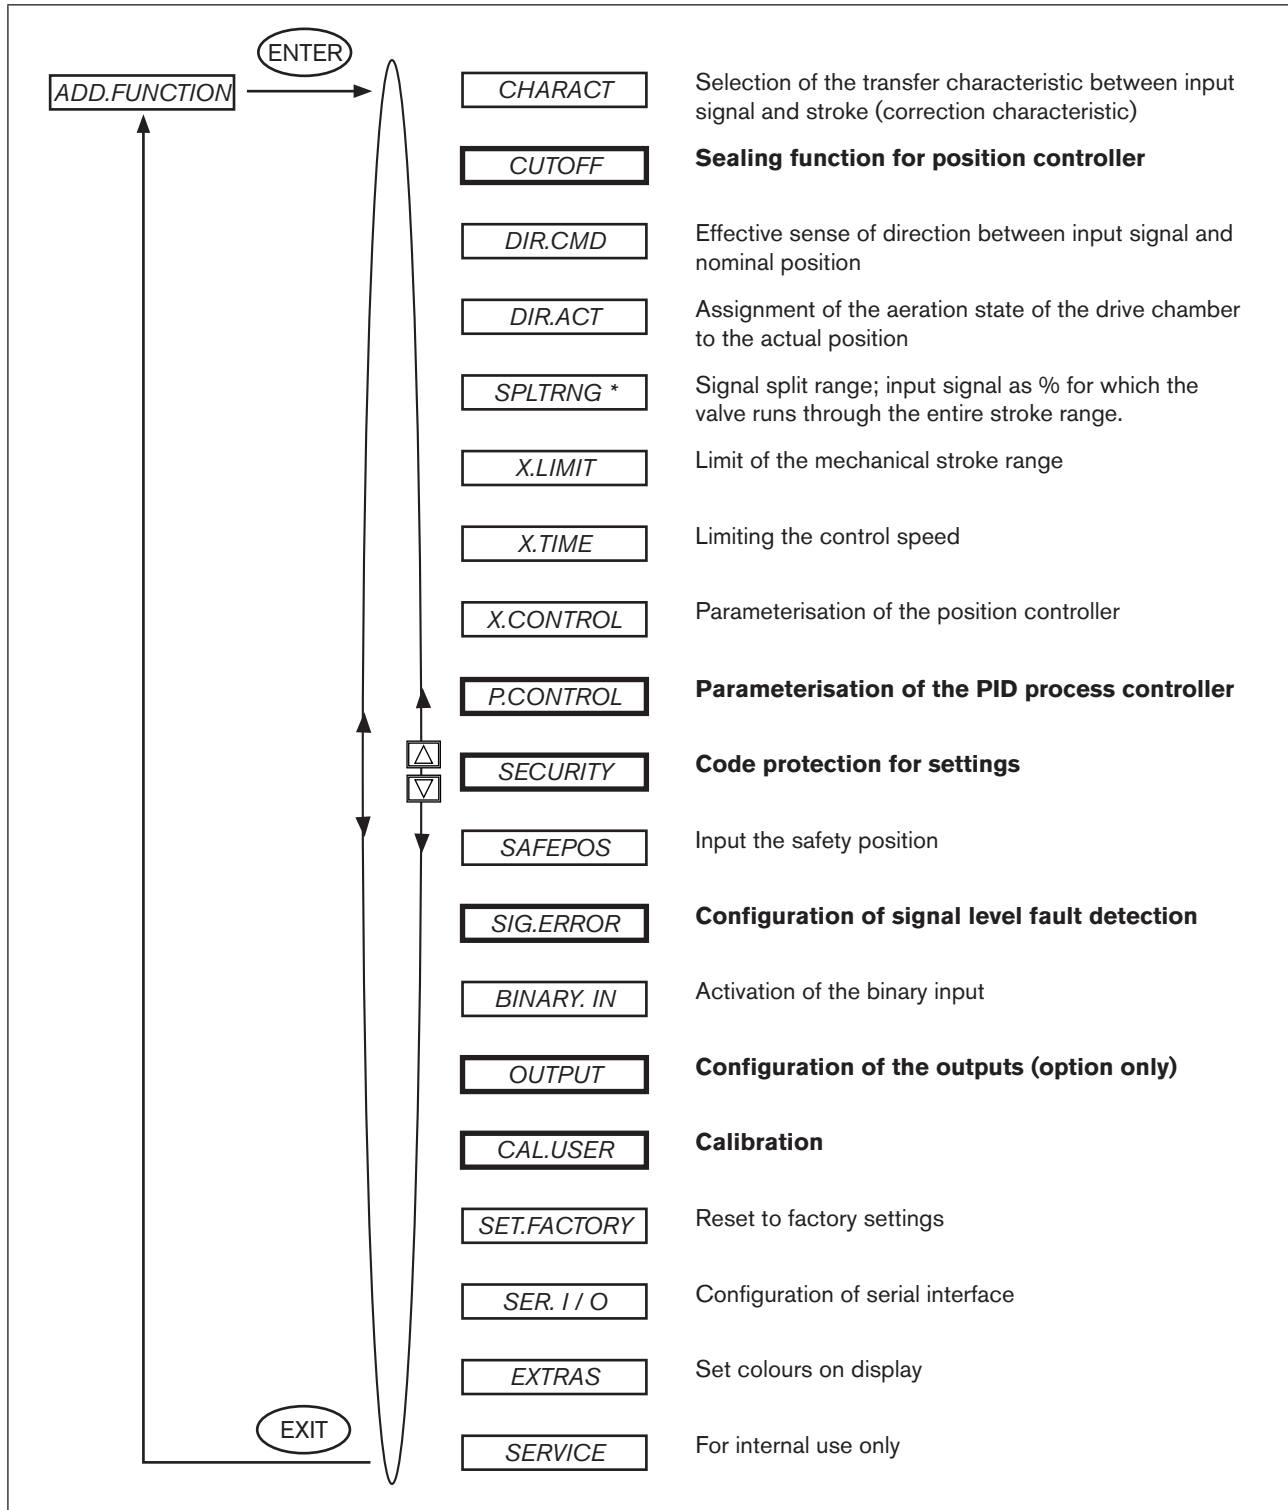 ENTER
ADD.FUNCTION
CHARACT
Selection of the transfer characteristic between input
signal and stroke (correction characteristic)
CUTOFF
Sealing function for position controller
DIR.CMD
Effective sense of direction between input signal and
nominal position
DIR.ACT
Assignment of the aeration state of the drive chamber
to the actual position
SPLTRNG *
Signal split range; input signal as % for which the
valve runs through the entire stroke range.
X.LIMIT
Limit of the mechanical stroke range
X.TIME
Limiting the control speed
X.CONTROL
Parameterisation of the position controller
P.CONTROL
Parameterisation of the PID process controller
SECURITY
Code protection for settings
SAFEPOS
Input the safety position
SIG.ERROR
Configuration of signal level fault detection
BINARY. IN
Activation of the binary input
OUTPUT
Configuration of the outputs (option only)
CAL.USER
Calibration
SET.FACTORY
Reset to factory settings
SER. I / O
Configuration of serial interface
EXTRAS
Set colours on display
EXIT
SERVICE
For internal use only